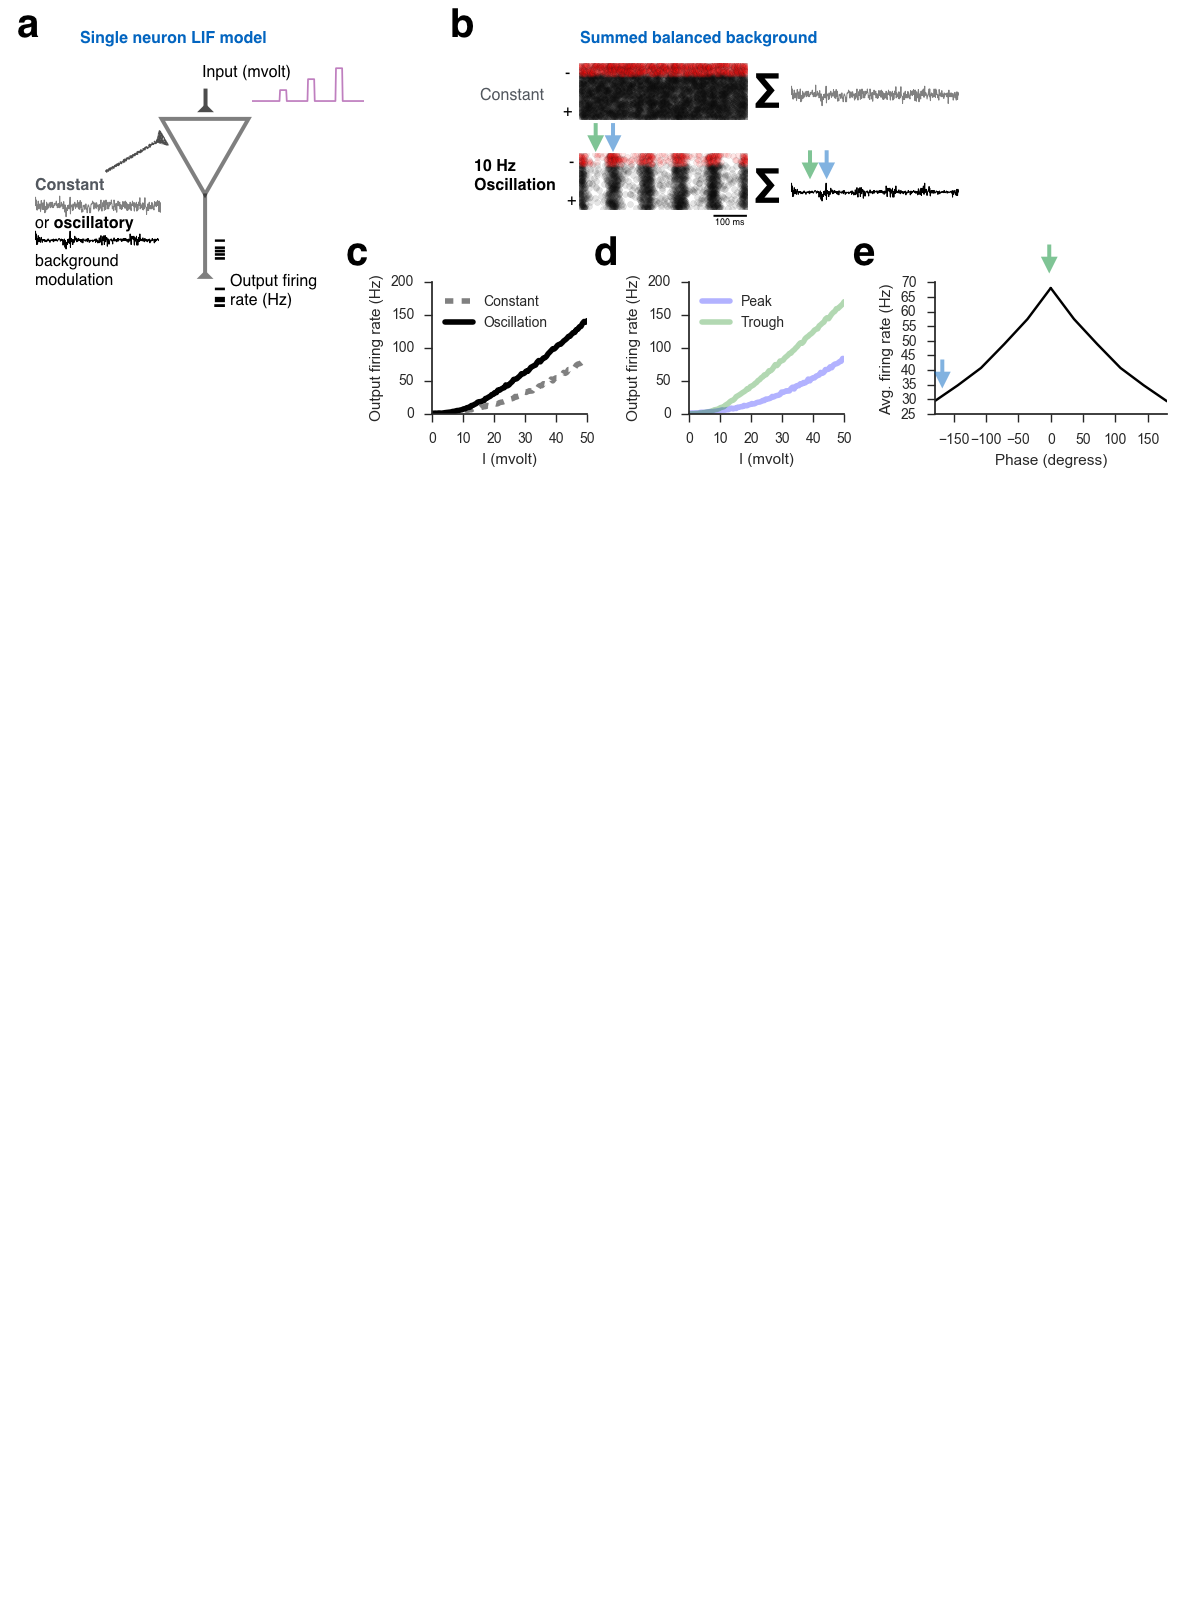 a
Single neuron LIF model
Input (mvolt)
Constant
or oscillatory
background
modulation
Output firing
rate (Hz)
b
Summed balanced background
Constant
-
+
Σ
10 Hz
Oscillation
-
+
Σ
100 ms
c
Output firing rate (Hz)
200
150
100
50
0
Constant
Oscillation
0 10 20 30 40 50
I (mvolt)
d
Output firing rate (Hz)
200
150
100
50
0
Peak
Trough
0 10 20 30 40 50
I (mvolt)
e
Avg. firing rate (Hz)
70
65
60
55
50
45
40
35
30
25
−150 −100 −50 0 50 100 150
Phase (degress)